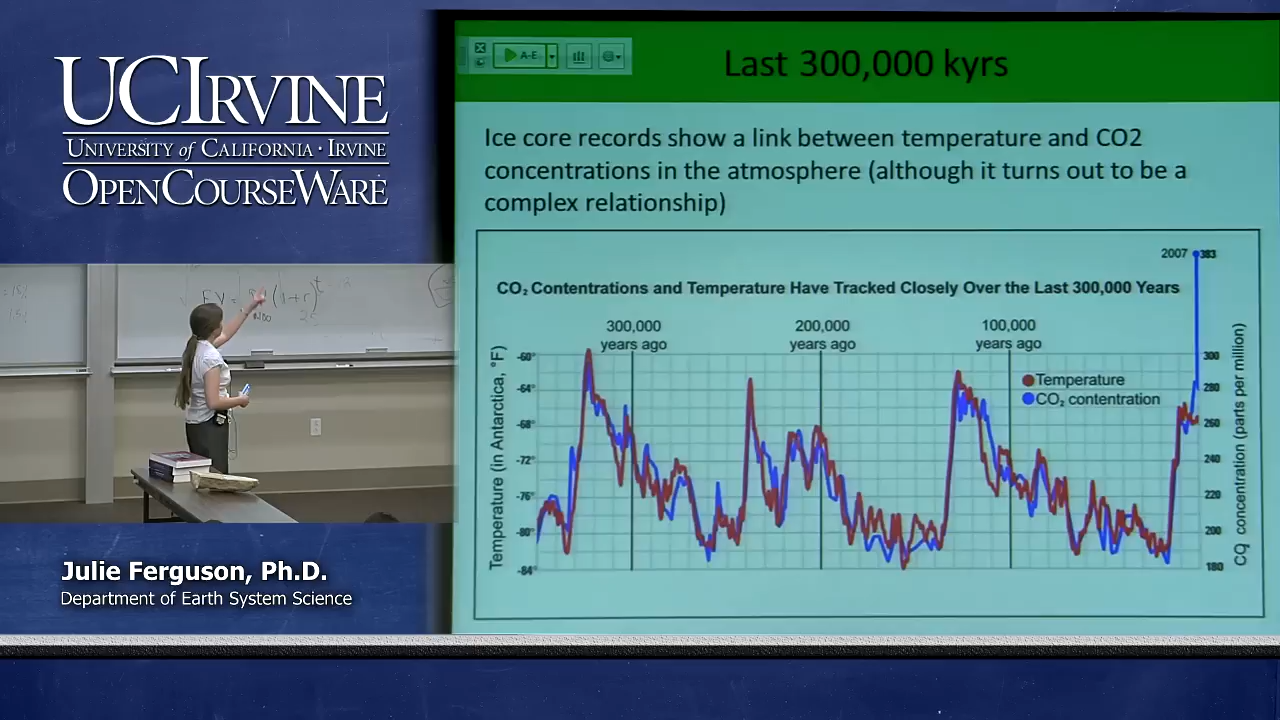 UCIRVINE
UNIVERSITY of CALIFORNIA · IRVINE
OPENCOURSEWARE
FV = (1+r)^t
Julie Ferguson, Ph.D.
Department of Earth System Science
A-E
Last 300,000 kyrs
Ice core records show a link between temperature and CO2
concentrations in the atmosphere (although it turns out to be a
complex relationship)
2007 383
CO₂ Contentrations and Temperature Have Tracked Closely Over the Last 300,000 Years
300,000
years ago
200,000
years ago
100,000
years ago
Temperature
CO₂ contentration
Temperature (in Antarctica, °F)
-60°
-64°
-68°
-72°
-76°
-80°
-84°
300
280
260
240
220
200
180
CO₂ concentration (parts per million)